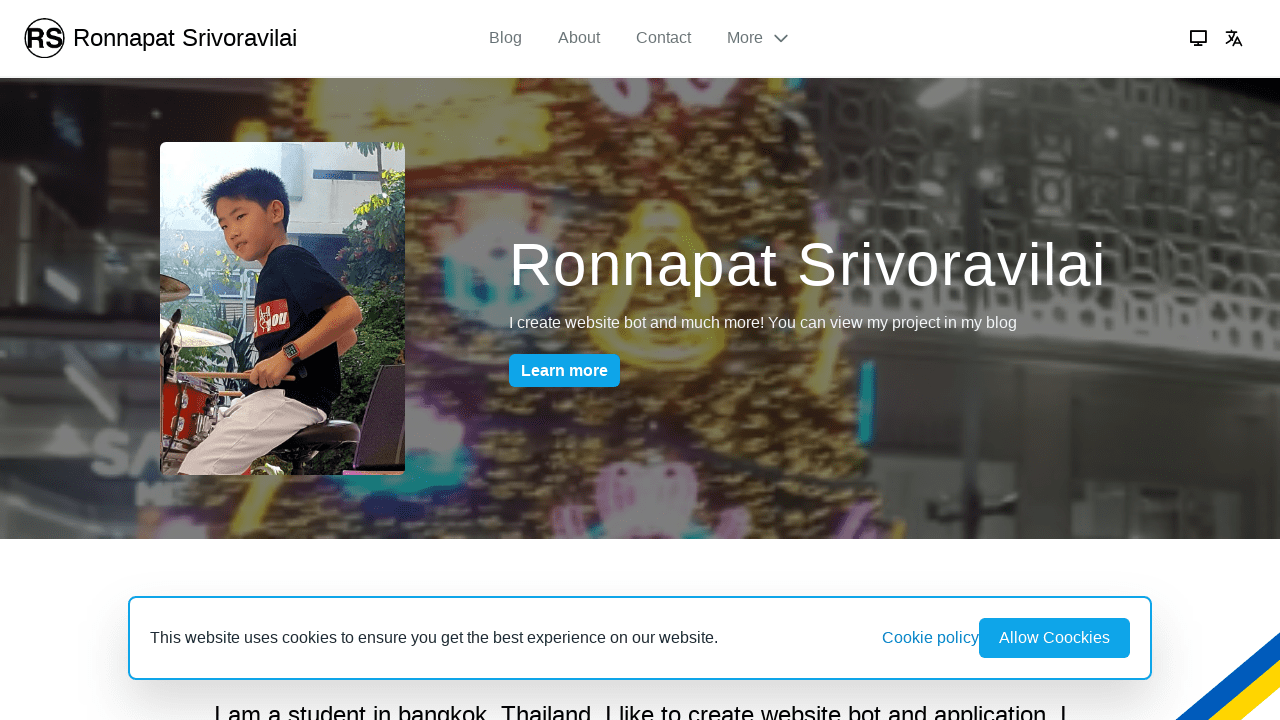 RS Ronnapat Srivoravilai
Blog
About
Contact
More
Ronnapat Srivoravilai
I create website bot and much more! You can view my project in my blog
Learn more
This website uses cookies to ensure you get the best experience on our website.
Cookie policy
Allow Coockies
I am a student in bangkok, Thailand. I like to create website bot and application. I